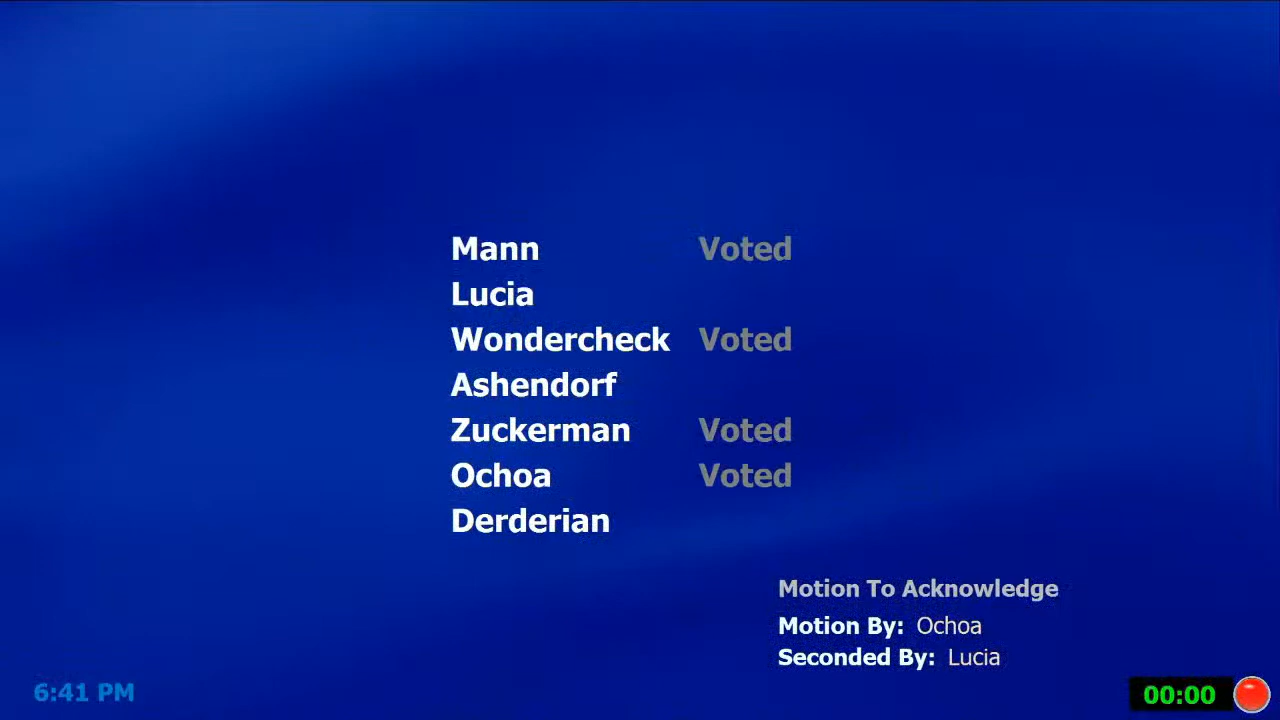 Mann Voted
Lucia
Wondercheck Voted
Ashendorf
Zuckerman Voted
Ochoa Voted
Derderian
Motion To Acknowledge
Motion By: Ochoa
Seconded By: Lucia
6:41 PM
00:00